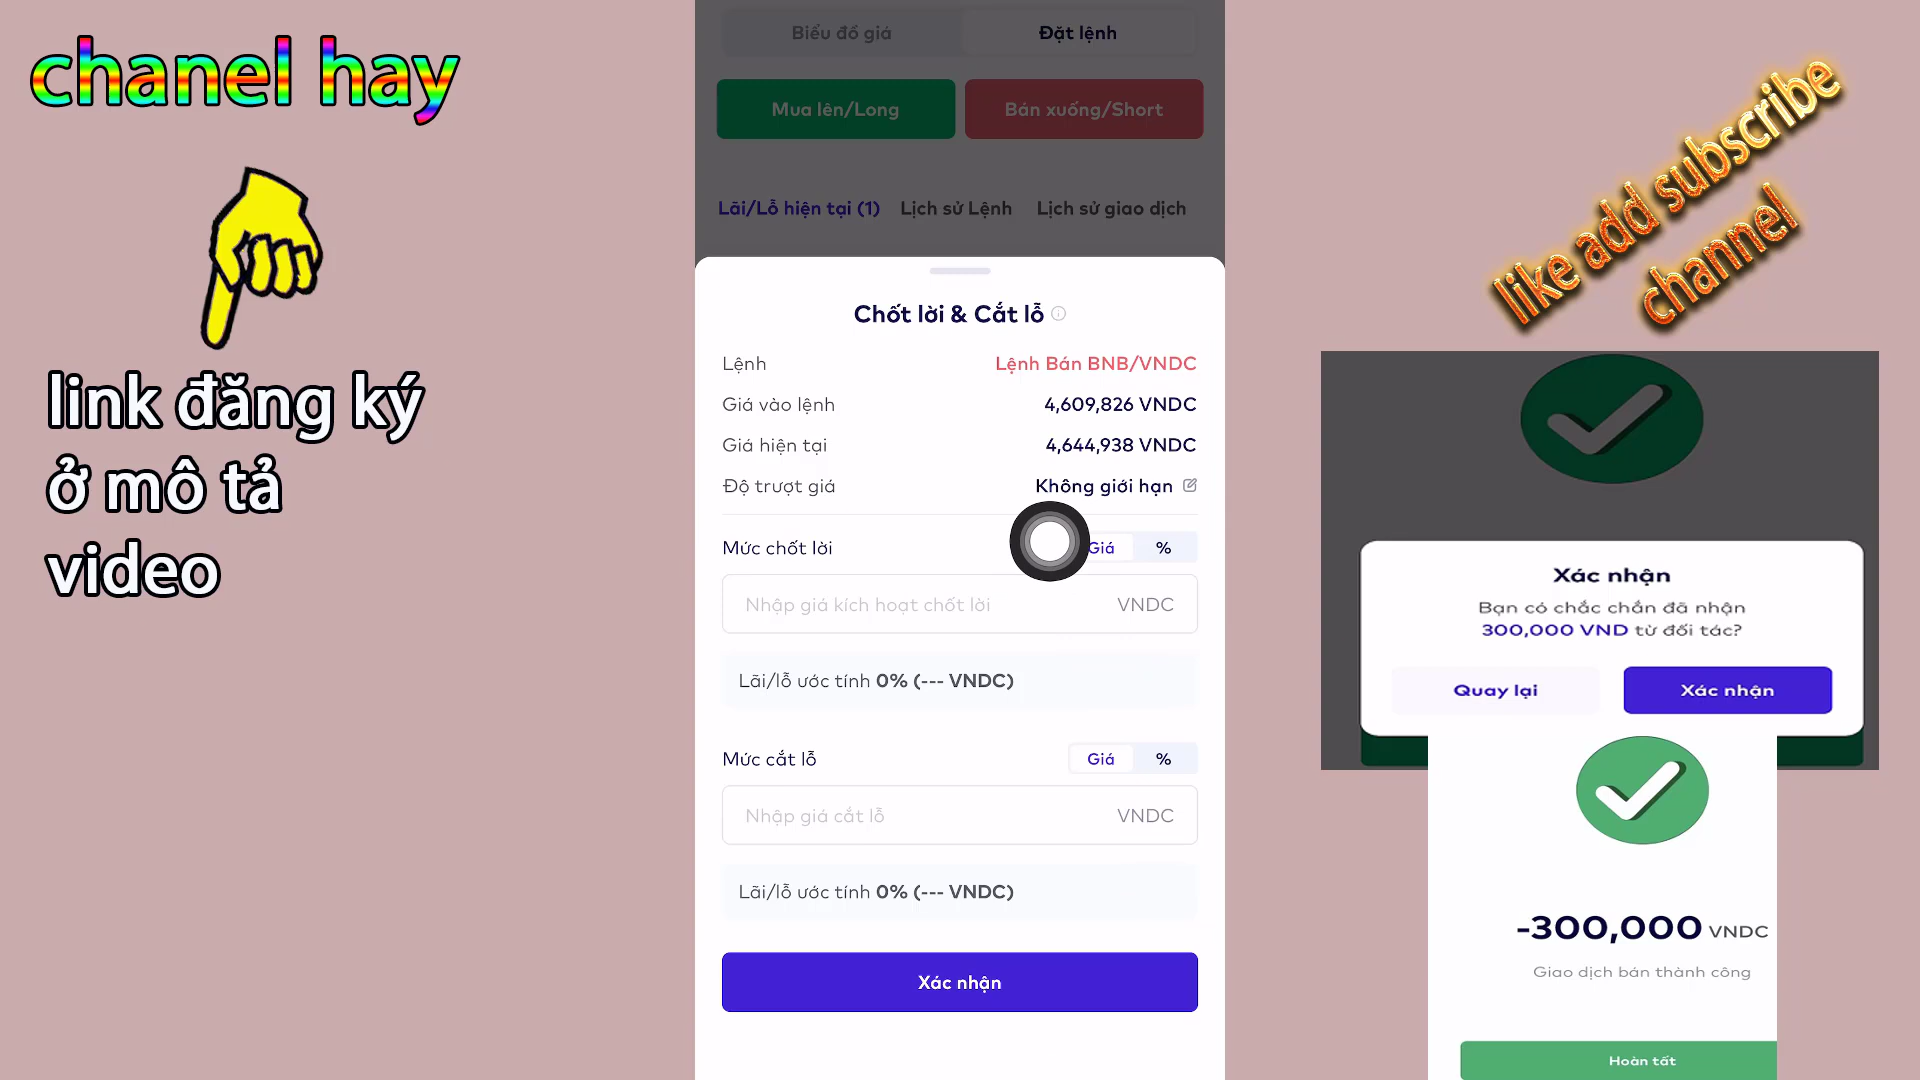 chanel hay
link đăng ký
ở mô tả
video
Biểu đồ giá
Đặt lệnh
Mua lên/Long
Bán xuống/Short
Lãi/Lỗ hiện tại (1)
Lịch sử Lệnh
Lịch sử giao dịch
Chốt lời & Cắt lỗ
Lệnh
Lệnh Bán BNB/VNDC
Giá vào lệnh
4,609,826 VNDC
Giá hiện tại
4,644,938 VNDC
Độ trượt giá
Không giới hạn
Mức chốt lời
Giá
%
Nhập giá kích hoạt chốt lời
VNDC
Lãi/lỗ ước tính 0% (--- VNDC)
Mức cắt lỗ
Giá
%
Nhập giá cắt lỗ
VNDC
Lãi/lỗ ước tính 0% (--- VNDC)
Xác nhận
like add subscribe
channel
Xác nhận
Bạn có chắc chắn đã nhận
300,000 VND từ đối tác?
Quay lại
Xác nhận
-300,000 VNDC
Giao dịch bán thành công
Hoàn tất